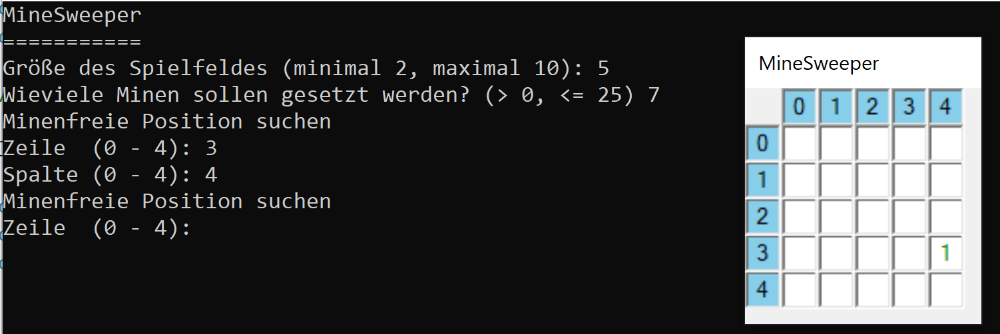 MineSweeper
===========
Größe des Spielfeldes (minimal 2, maximal 10): 5
Wieviele Minen sollen gesetzt werden? (> 0, <= 25) 7
Minenfreie Position suchen
Zeile  (0 - 4): 3
Spalte (0 - 4): 4
Minenfreie Position suchen
Zeile  (0 - 4):
MineSweeper
0 1 2 3 4
0
1
2
3 1
4